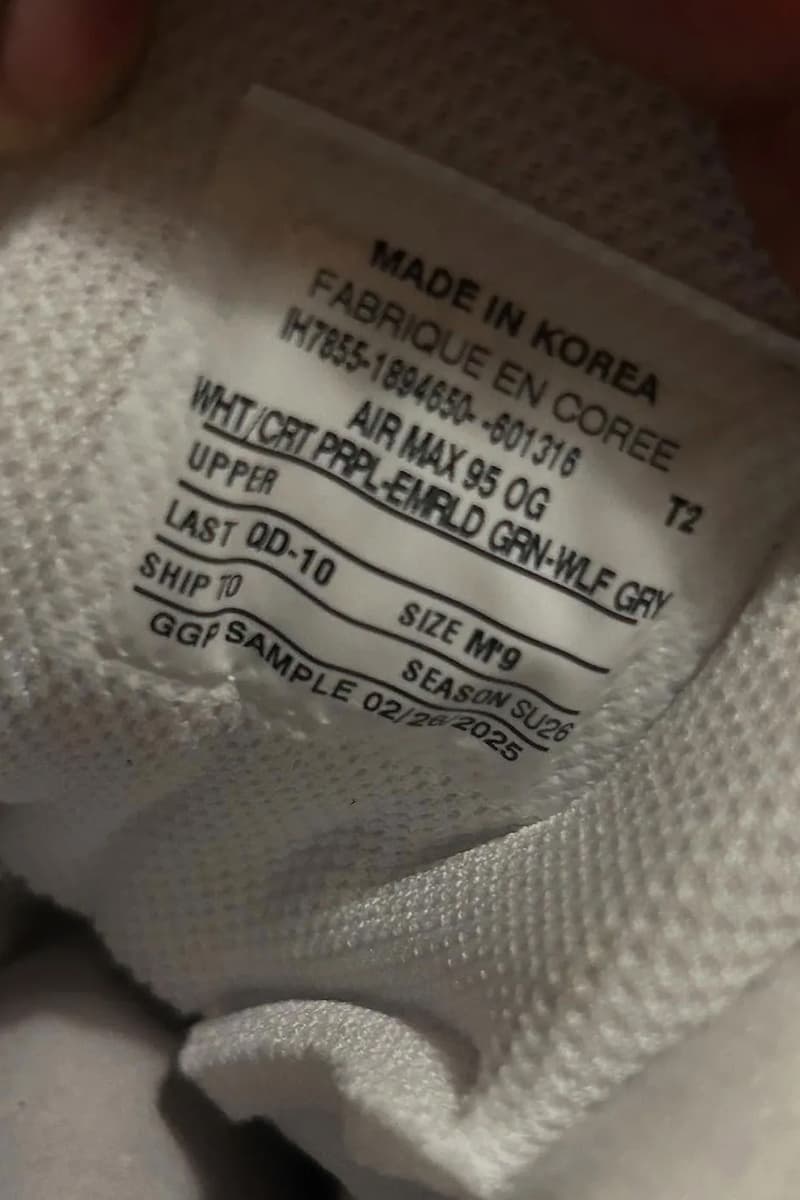 MADE IN KOREA
FABRIQUE EN COREE
IH7855-1894650- -601316
AIR MAX 95 OG T2
WHT/CRT PRPL-EMRLD GRN-WLF GRY
UPPER
LAST QD-10 SIZE M'9
SHIP TO SEASON SU26
GGP SAMPLE 02/26/2025